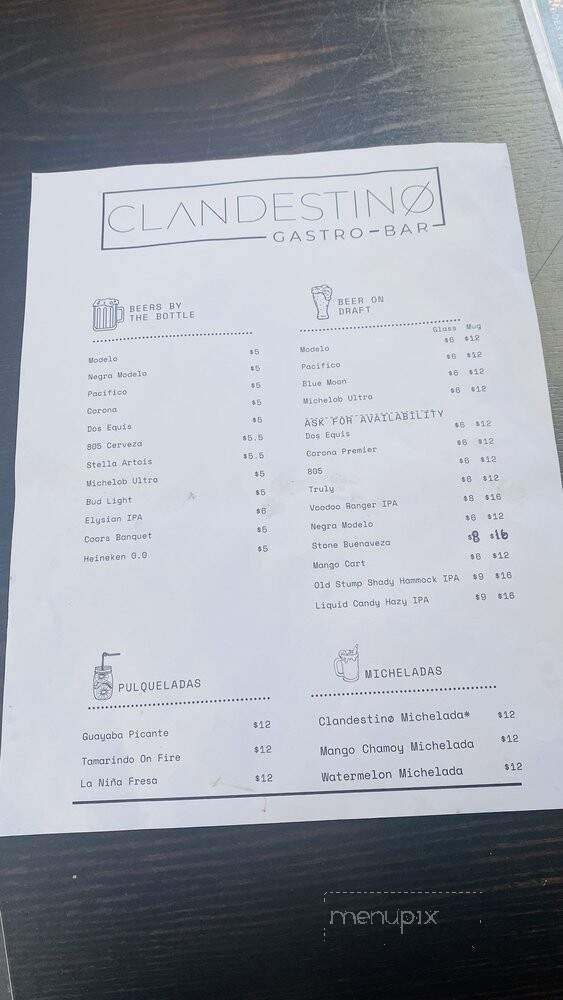 CLANDESTINØ
GASTRO-BAR
BEERS BY
THE BOTTLE
Modelo $5
Negra Modelo $5
Pacifico $5
Corona $5
Dos Equis $5
805 Cerveza $5.5
Stella Artois $5.5
Michelob Ultra $5
Bud Light $5
Elysian IPA $6
Coors Banquet $5
Heineken 0.0 $5
BEER ON
DRAFT
Glass Mug
Modelo $6 $12
Pacifico $6 $12
Blue Moon $6 $12
Michelob Ultra $6 $12
ASK FOR AVAILABILITY
Dos Equis $6 $12
Corona Premier $6 $12
805 $6 $12
Truly $6 $12
Voodoo Ranger IPA $8 $16
Negra Modelo $6 $12
Stone Buenaveza $8 $16
Mango Cart $6 $12
Old Stump Shady Hammock IPA $9 $16
Liquid Candy Hazy IPA $9 $16
PULQUELADAS
Guayaba Picante $12
Tamarindo On Fire $12
La Niña Fresa $12
MICHELADAS
Clandestinø Michelada* $12
Mango Chamoy Michelada $12
Watermelon Michelada $12
menupix